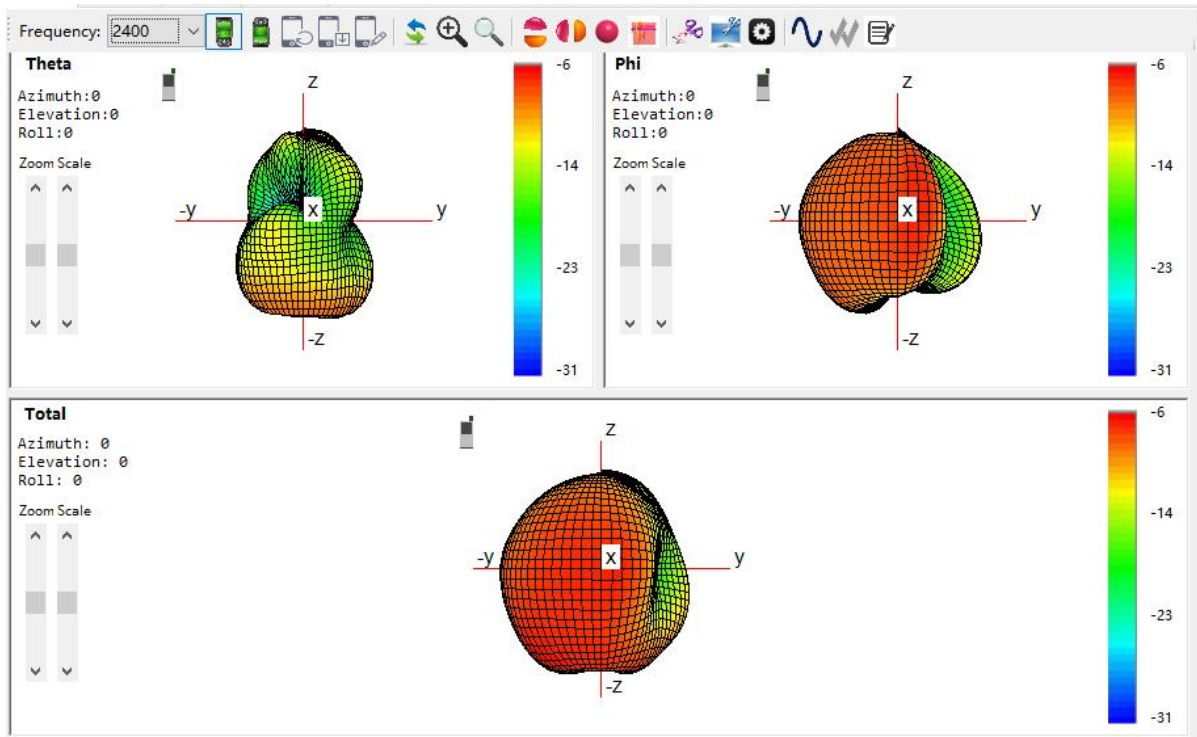 Frequency: 2400
Theta
Azimuth:0
Elevation:0
Roll:0
Zoom Scale
z
-y
x
y
-z
-6
-14
-23
-31
Phi
Azimuth:0
Elevation:0
Roll:0
Zoom Scale
z
-y
x
y
-z
-6
-14
-23
-31
Total
Azimuth: 0
Elevation: 0
Roll: 0
Zoom Scale
z
-y
x
y
-z
-6
-14
-23
-31